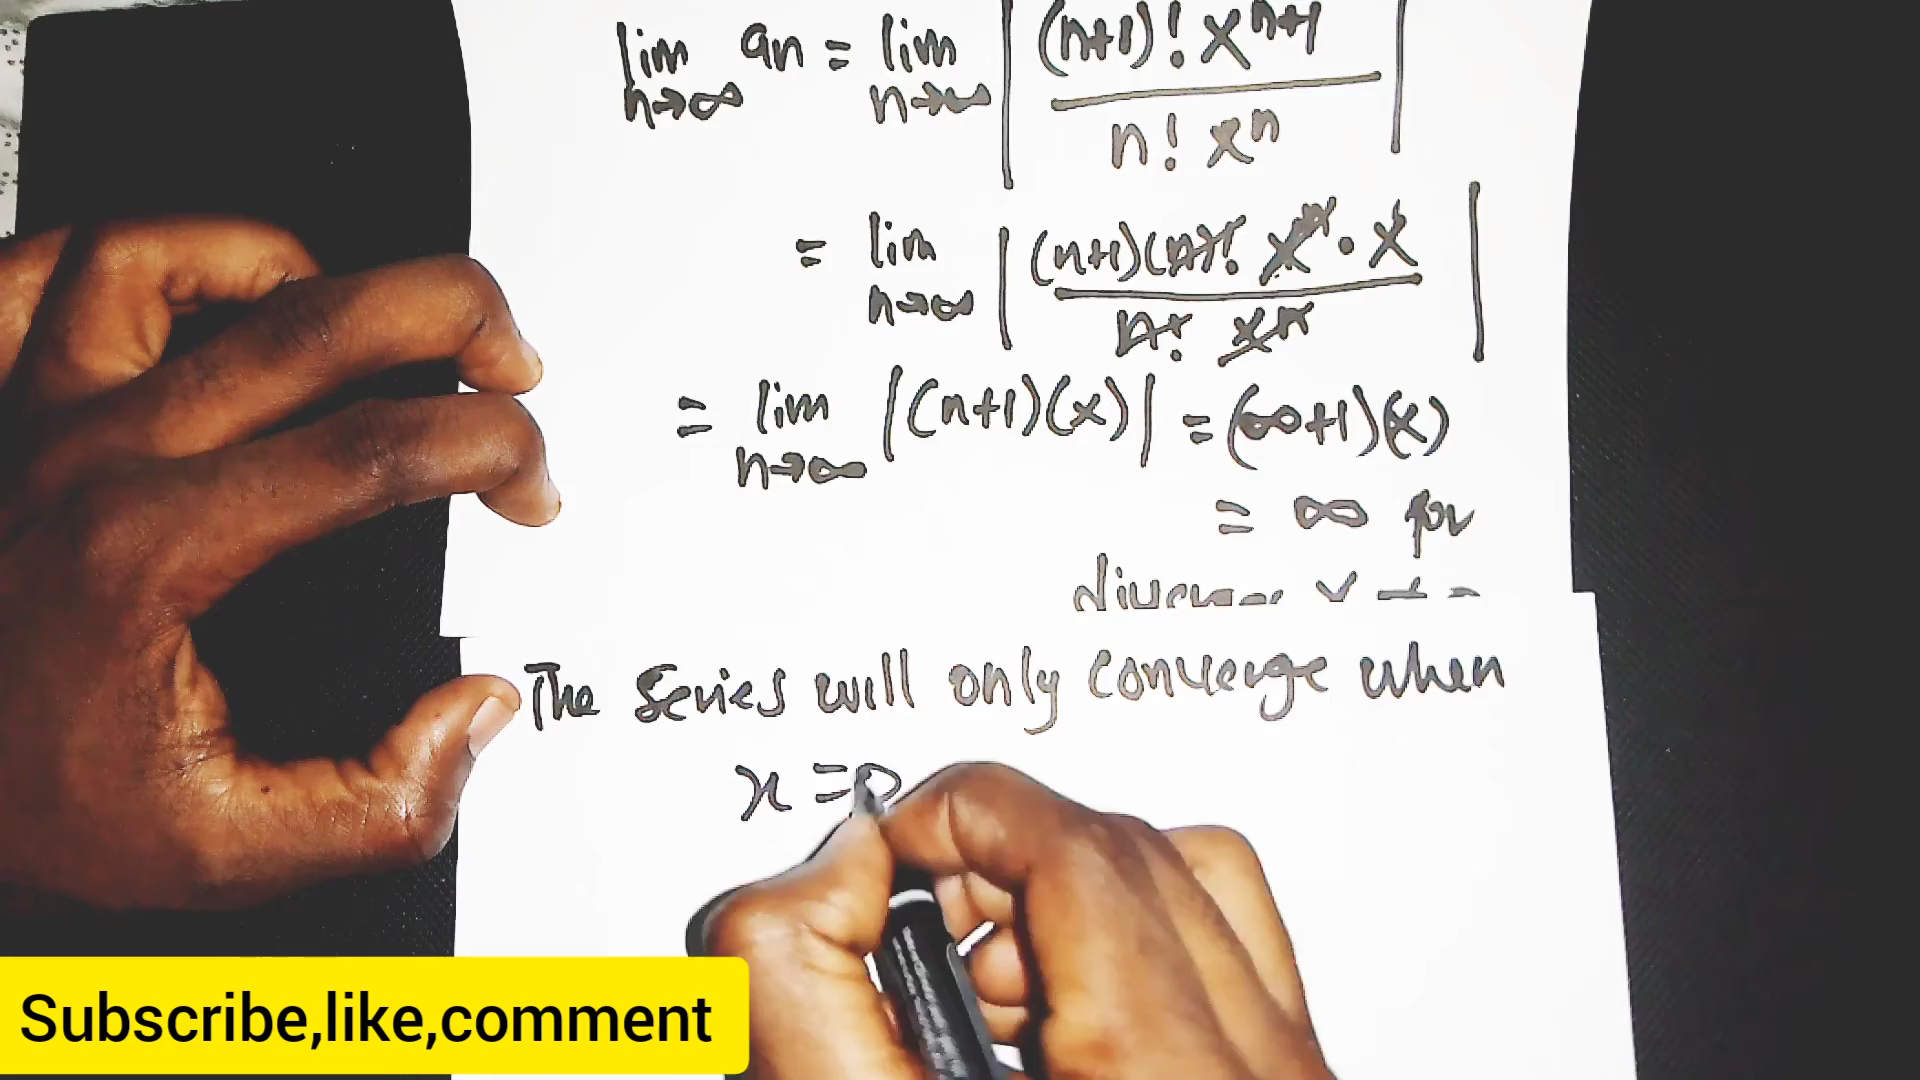 lim an = lim | (n+1)! x^n+1 |
n→∞ n→∞ n! x^n
= lim | (n+1)(n)! x^n · x |
n→∞ n! x^n
= lim |(n+1)(x)| = (∞+1)(x)
n→∞
= ∞ for
The series will only converge when
x = 0
Subscribe,like,comment